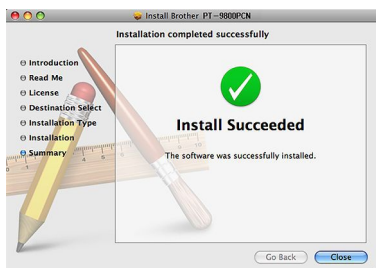 Install Brother PT-9800PCN
Installation completed successfully
Introduction
Read Me
License
Destination Select
Installation Type
Installation
Summary
Install Succeeded
The software was successfully installed.
Go Back
Close